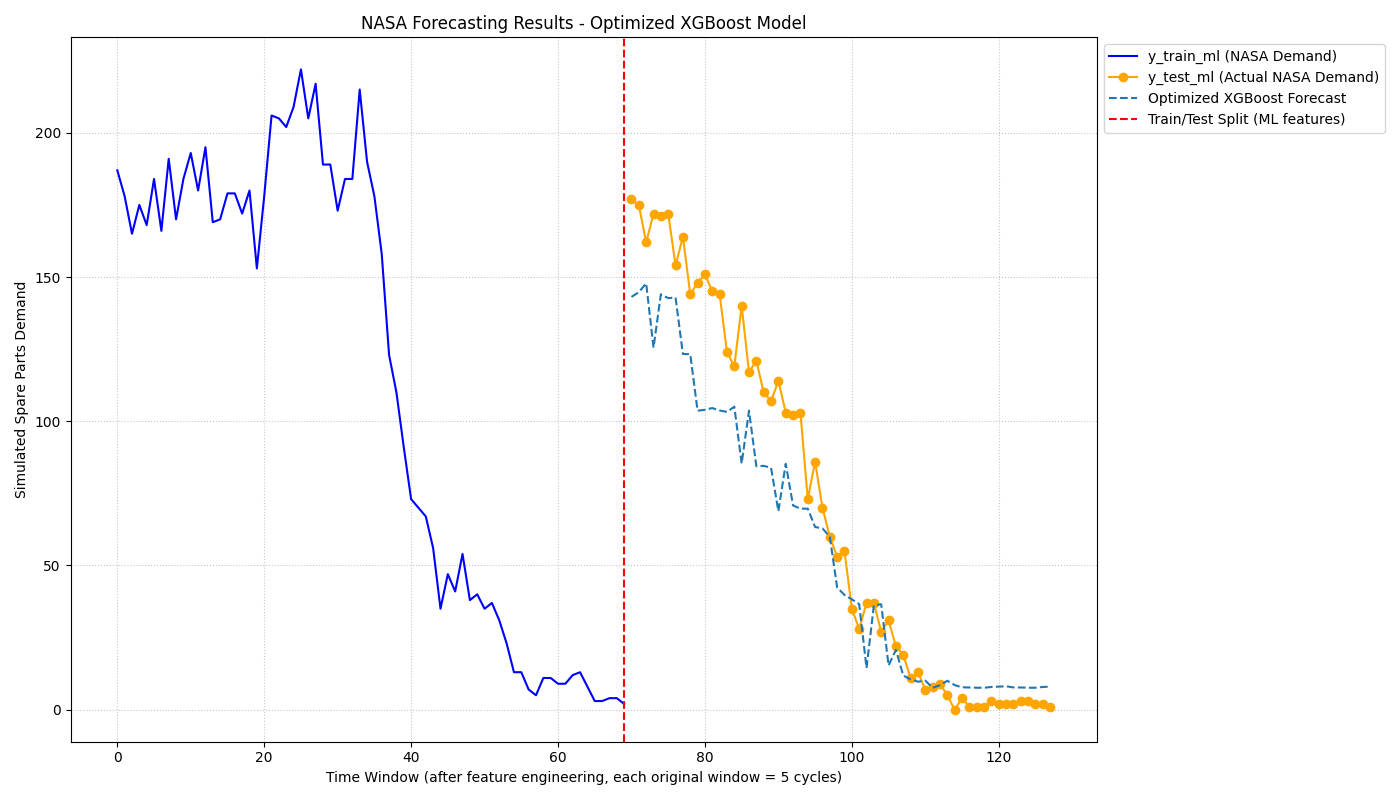 NASA Forecasting Results - Optimized XGBoost Model
y_train_ml (NASA Demand)
y_test_ml (Actual NASA Demand)
Optimized XGBoost Forecast
Train/Test Split (ML features)
Simulated Spare Parts Demand
200
150
100
50
0
0 20 40 60 80 100 120
Time Window (after feature engineering, each original window = 5 cycles)